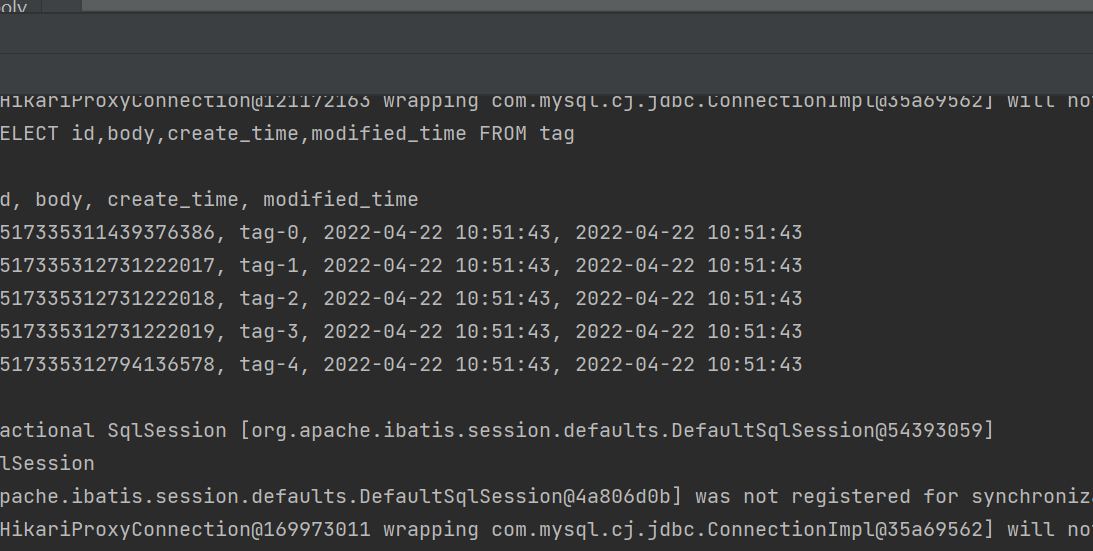 oly
HikariProxyConnection@121172163 wrapping com.mysql.cj.jdbc.ConnectionImpl@35a69562] will no
ELECT id,body,create_time,modified_time FROM tag
d, body, create_time, modified_time
517335311439376386, tag-0, 2022-04-22 10:51:43, 2022-04-22 10:51:43
517335312731222017, tag-1, 2022-04-22 10:51:43, 2022-04-22 10:51:43
517335312731222018, tag-2, 2022-04-22 10:51:43, 2022-04-22 10:51:43
517335312731222019, tag-3, 2022-04-22 10:51:43, 2022-04-22 10:51:43
517335312794136578, tag-4, 2022-04-22 10:51:43, 2022-04-22 10:51:43
actional SqlSession [org.apache.ibatis.session.defaults.DefaultSqlSession@54393059]
lSession
pache.ibatis.session.defaults.DefaultSqlSession@4a806d0b] was not registered for synchroniza
HikariProxyConnection@169973011 wrapping com.mysql.cj.jdbc.ConnectionImpl@35a69562] will no